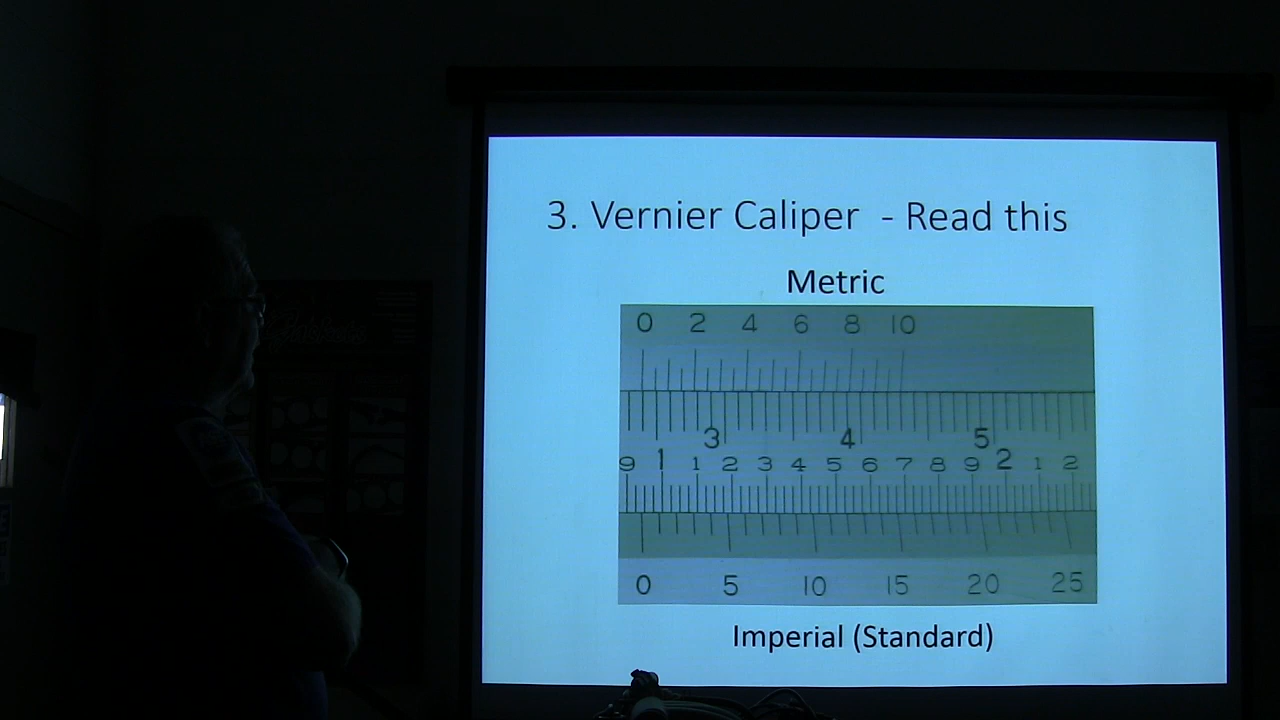 3. Vernier Caliper - Read this
Metric
0 2 4 6 8 10
3 4 5
9 1 1 2 3 4 5 6 7 8 9 2 1 2
0 5 10 15 20 25
Imperial (Standard)